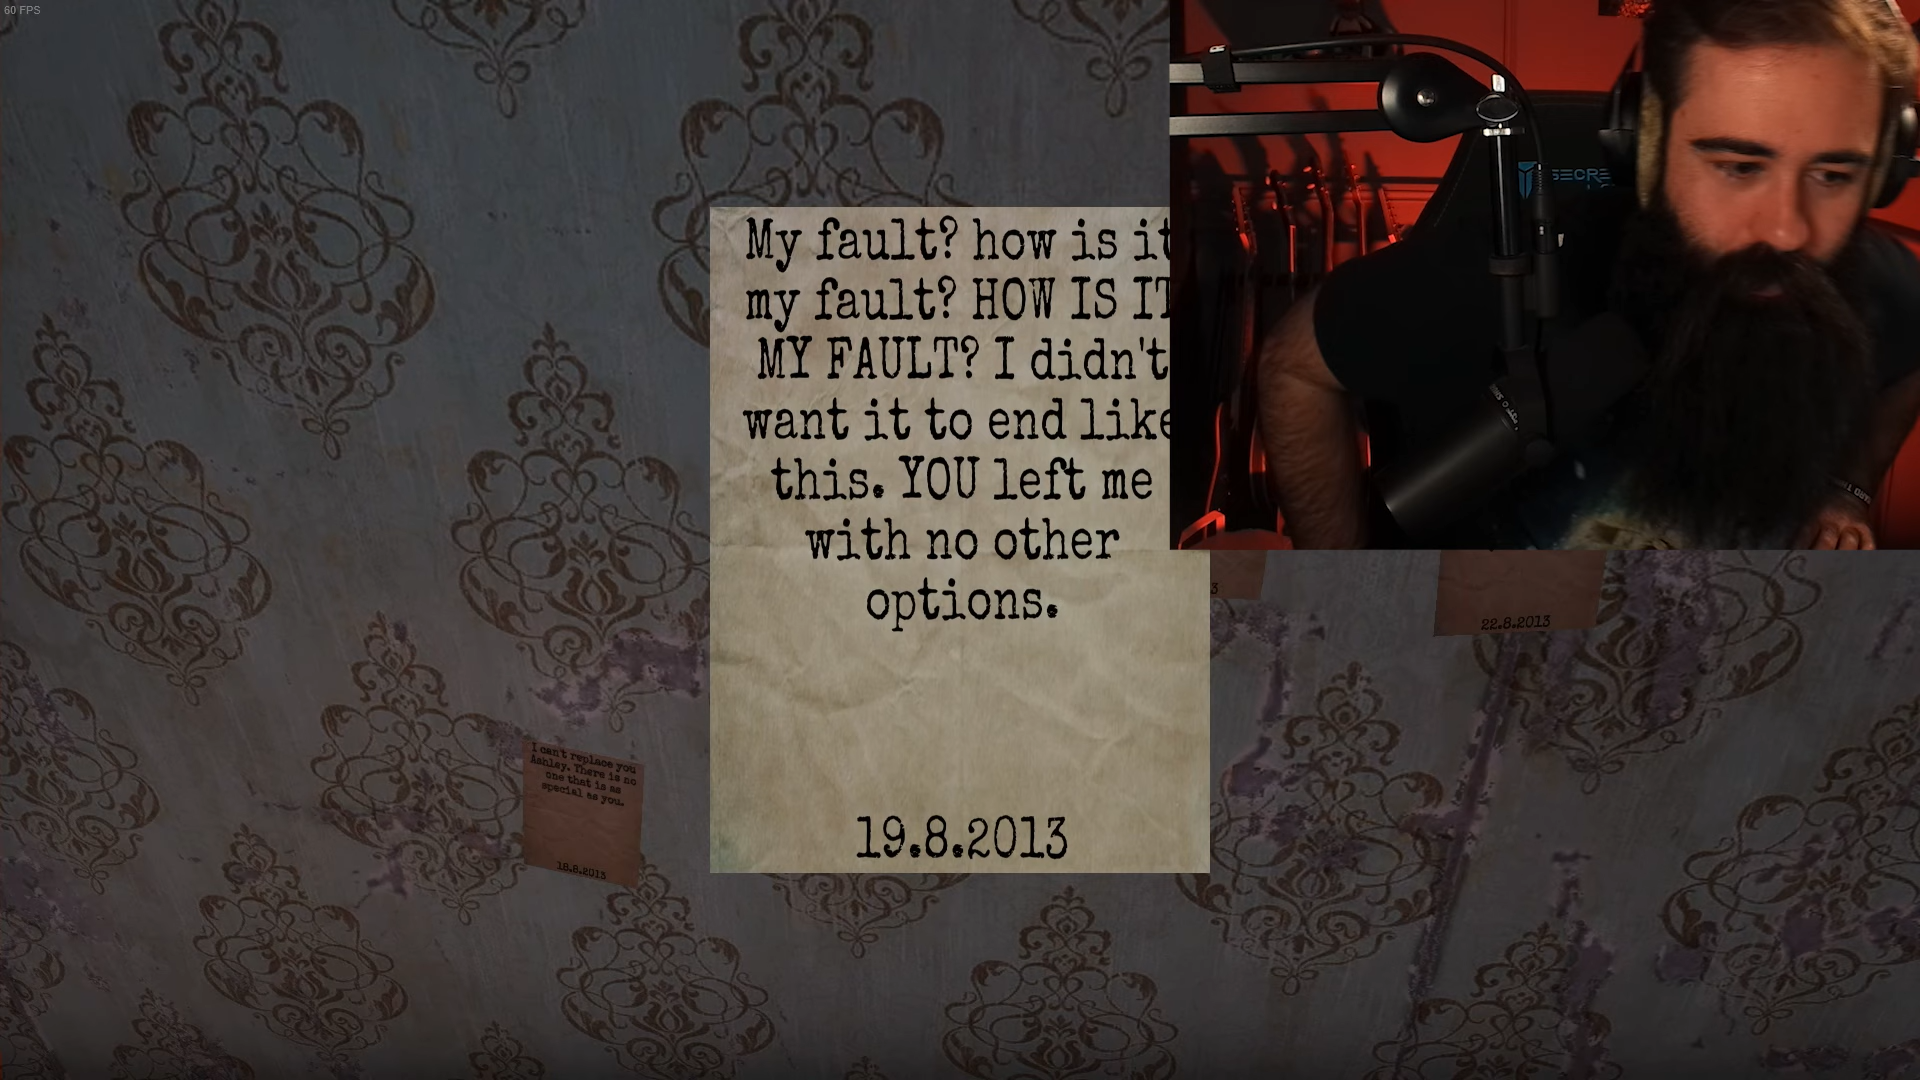 60 FPS
My fault? how is it
my fault? HOW IS IT
MY FAULT? I didn't
want it to end like
this. YOU left me
with no other
options.
19.8.2013
I can't replace you
Ashley. There is no
one that is as
special as you.
18.8.2013
22.8.2013
SECRE